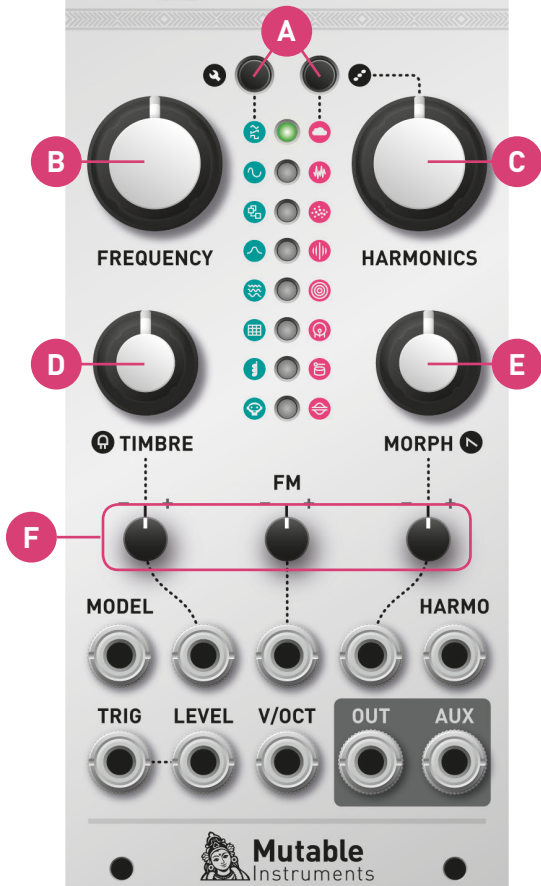 A
B
C
FREQUENCY
HARMONICS
D
E
TIMBRE
MORPH
FM
− + − + − +
F
MODEL
HARMO
TRIG
LEVEL
V/OCT
OUT
AUX
Mutable
Instruments